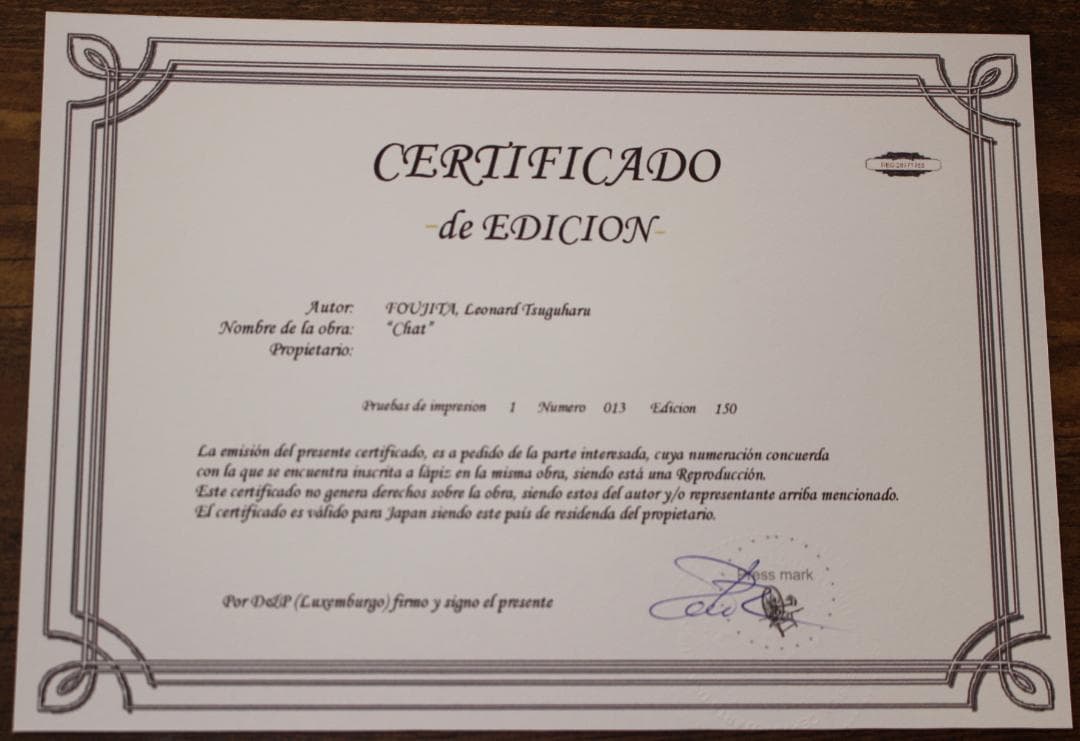 CERTIFICADO
-de EDICION-
Autor: FOUJITA, Leonard Tsuguharu
Nombre de la obra: "Chat"
Propietario:
Pruebas de impresion 1 Numero 013 Edicion 150
La emisión del presente certificado, es a pedido de la parte interesada, cuya numeración concuerda
con la que se encuentra inscrita a lápiz en la misma obra, siendo está una Reproducción.
Este certificado no genera derechos sobre la obra, siendo estos del autor y/o representante arriba mencionado.
El certificado es válido para Japan siendo este país de residenda del propietario.
Press mark
Por D&P (Luxemburgo) firmo y signo el presente